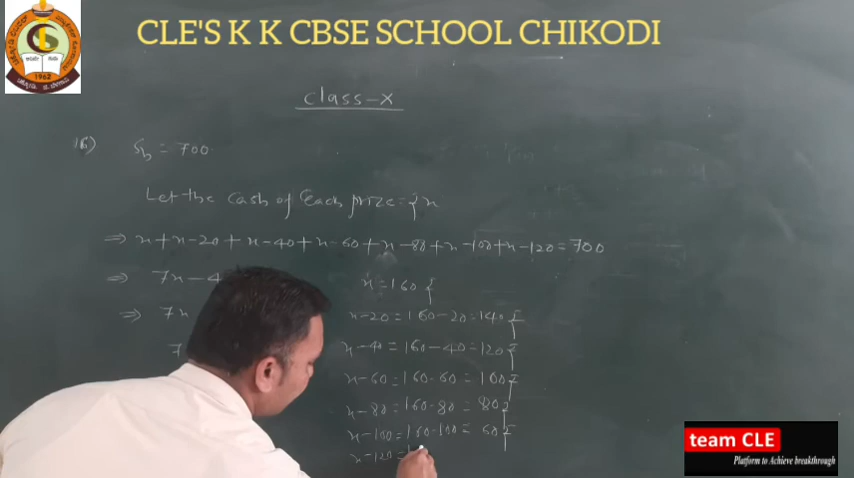 CLE'S K K CBSE SCHOOL CHIKODI
1962
class-X
16) S₇ = 700
Let the cash of Each prize = ₹ x
⇒ x + x-20 + x-40 + x-60 + x-80 + x-100 + x-120 = 700
⇒ 7x - 4
⇒ 7x
7
x = 160 ₹
x-20 = 160-20 = 140 ₹
x-40 = 160-40 = 120 ₹
x-60 = 160-60 = 100 ₹
x-80 = 160-80 = 80 ₹
x-100 = 160-100 = 60 ₹
x-120 = 1
team CLE
Platform to Achieve breakthrough